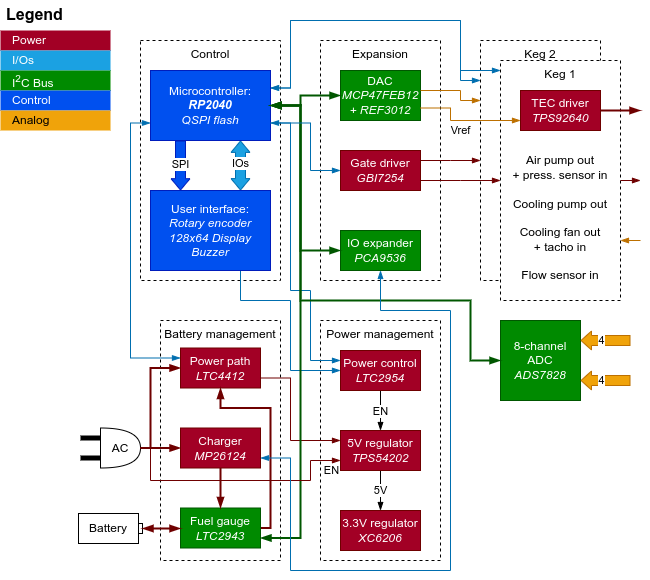 Legend
Power
I/Os
I²C Bus
Control
Analog
Control
Microcontroller:
RP2040
QSPI flash
SPI
IOs
User interface:
Rotary encoder
128x64 Display
Buzzer
Expansion
DAC
MCP47FEB12
+ REF3012
Gate driver
GBI7254
IO expander
PCA9536
Vref
Keg 2
Keg 1
TEC driver
TPS92640
Air pump out
+ press. sensor in
Cooling pump out
Cooling fan out
+ tacho in
Flow sensor in
Battery management
Power path
LTC4412
Charger
MP26124
Fuel gauge
LTC2943
AC
Battery
Power management
Power control
LTC2954
EN
5V regulator
TPS54202
EN
5V
3.3V regulator
XC6206
8-channel
ADC
ADS7828
4
4